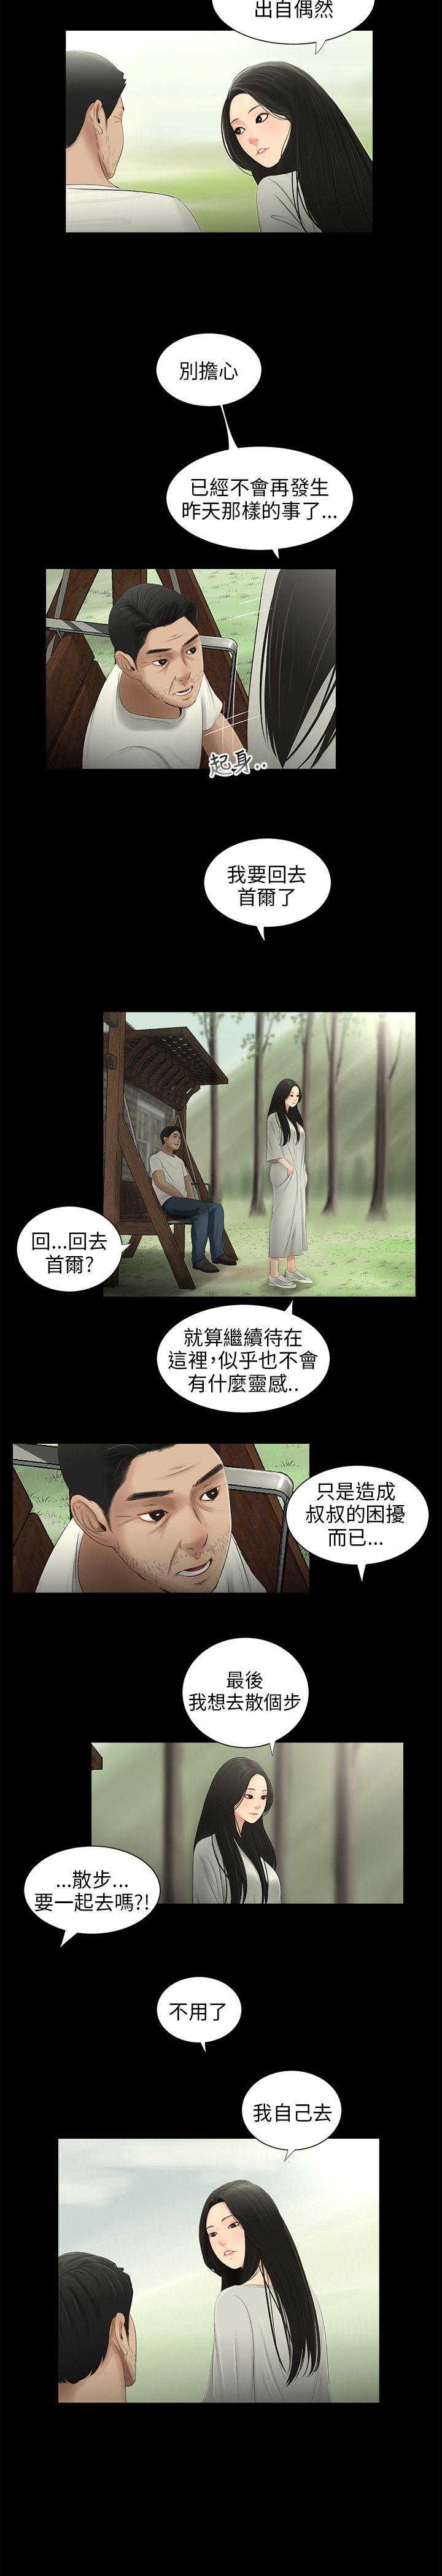 出自偶然
別擔心
已經不會再發生
昨天那樣的事了...
起身..
我要回去
首爾了
回...回去
首爾?
就算繼續待在
這裡,似乎也不會
有什麼靈感..
只是造成
叔叔的困擾
而已...
最後
我想去散個步
...散步...
要一起去嗎?!
不用了
我自己去